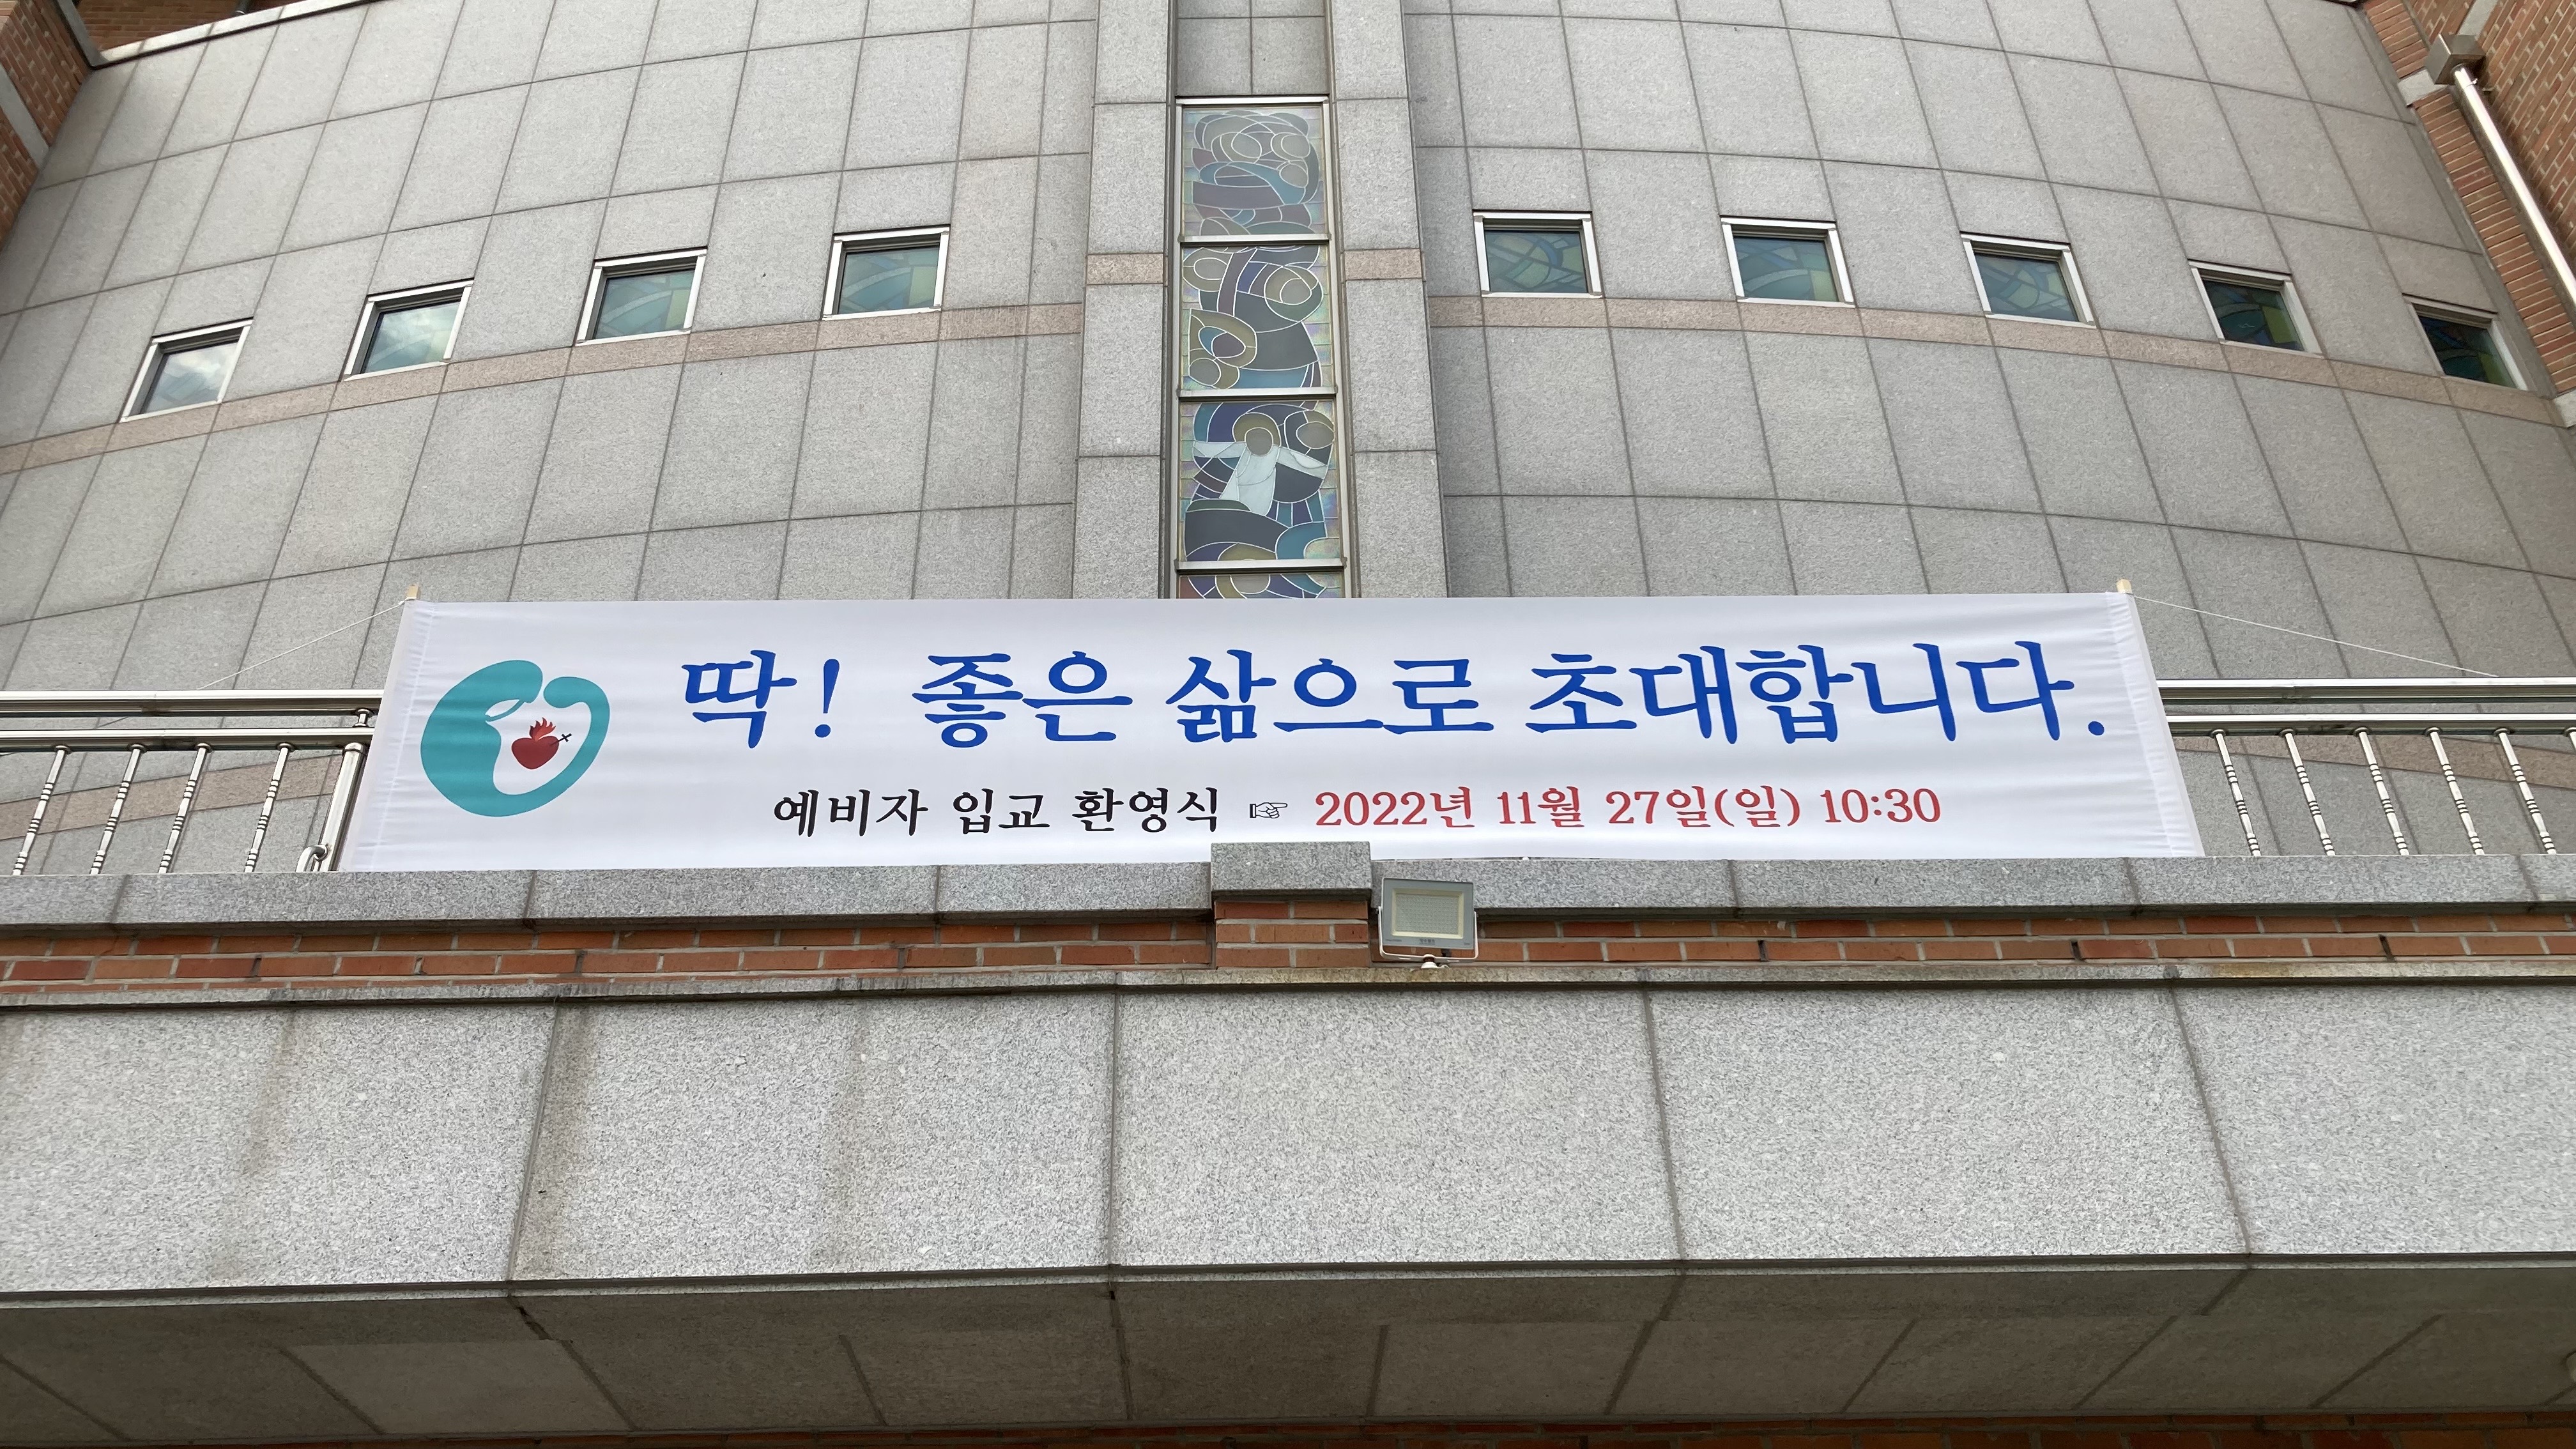 딱! 좋은 삶으로 초대합니다.
예비자 입교 환영식 ☞ 2022년 11월 27일(일) 10:30